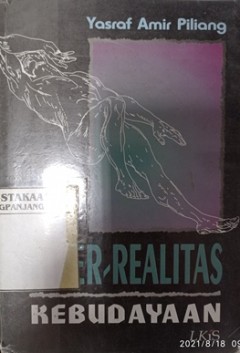 Yasraf Amir Piliang
STAKAA
GPANJANG
ER-REALITAS
KEBUDAYAAN
LKiS
2021/8/18 09